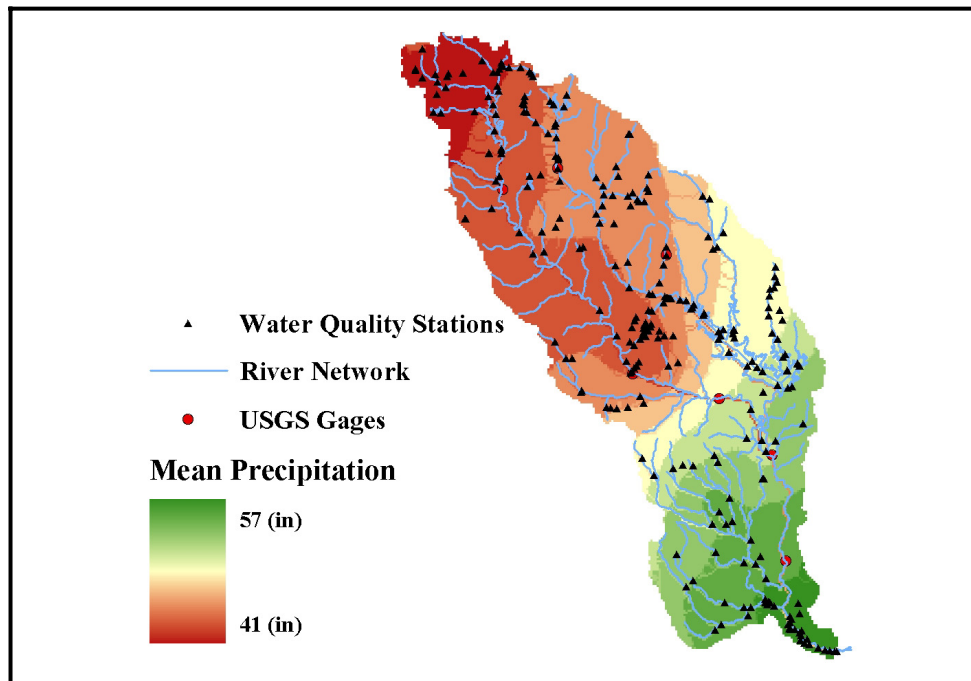 Water Quality Stations
River Network
USGS Gages
Mean Precipitation
57 (in)
41 (in)